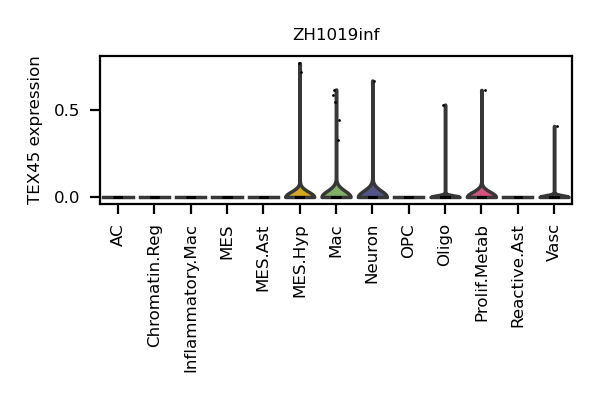 ZH1019inf
TEX45 expression
0.5
0.0
AC
Chromatin.Reg
Inflammatory.Mac
MES
MES.Ast
MES.Hyp
Mac
Neuron
OPC
Oligo
Prolif.Metab
Reactive.Ast
Vasc